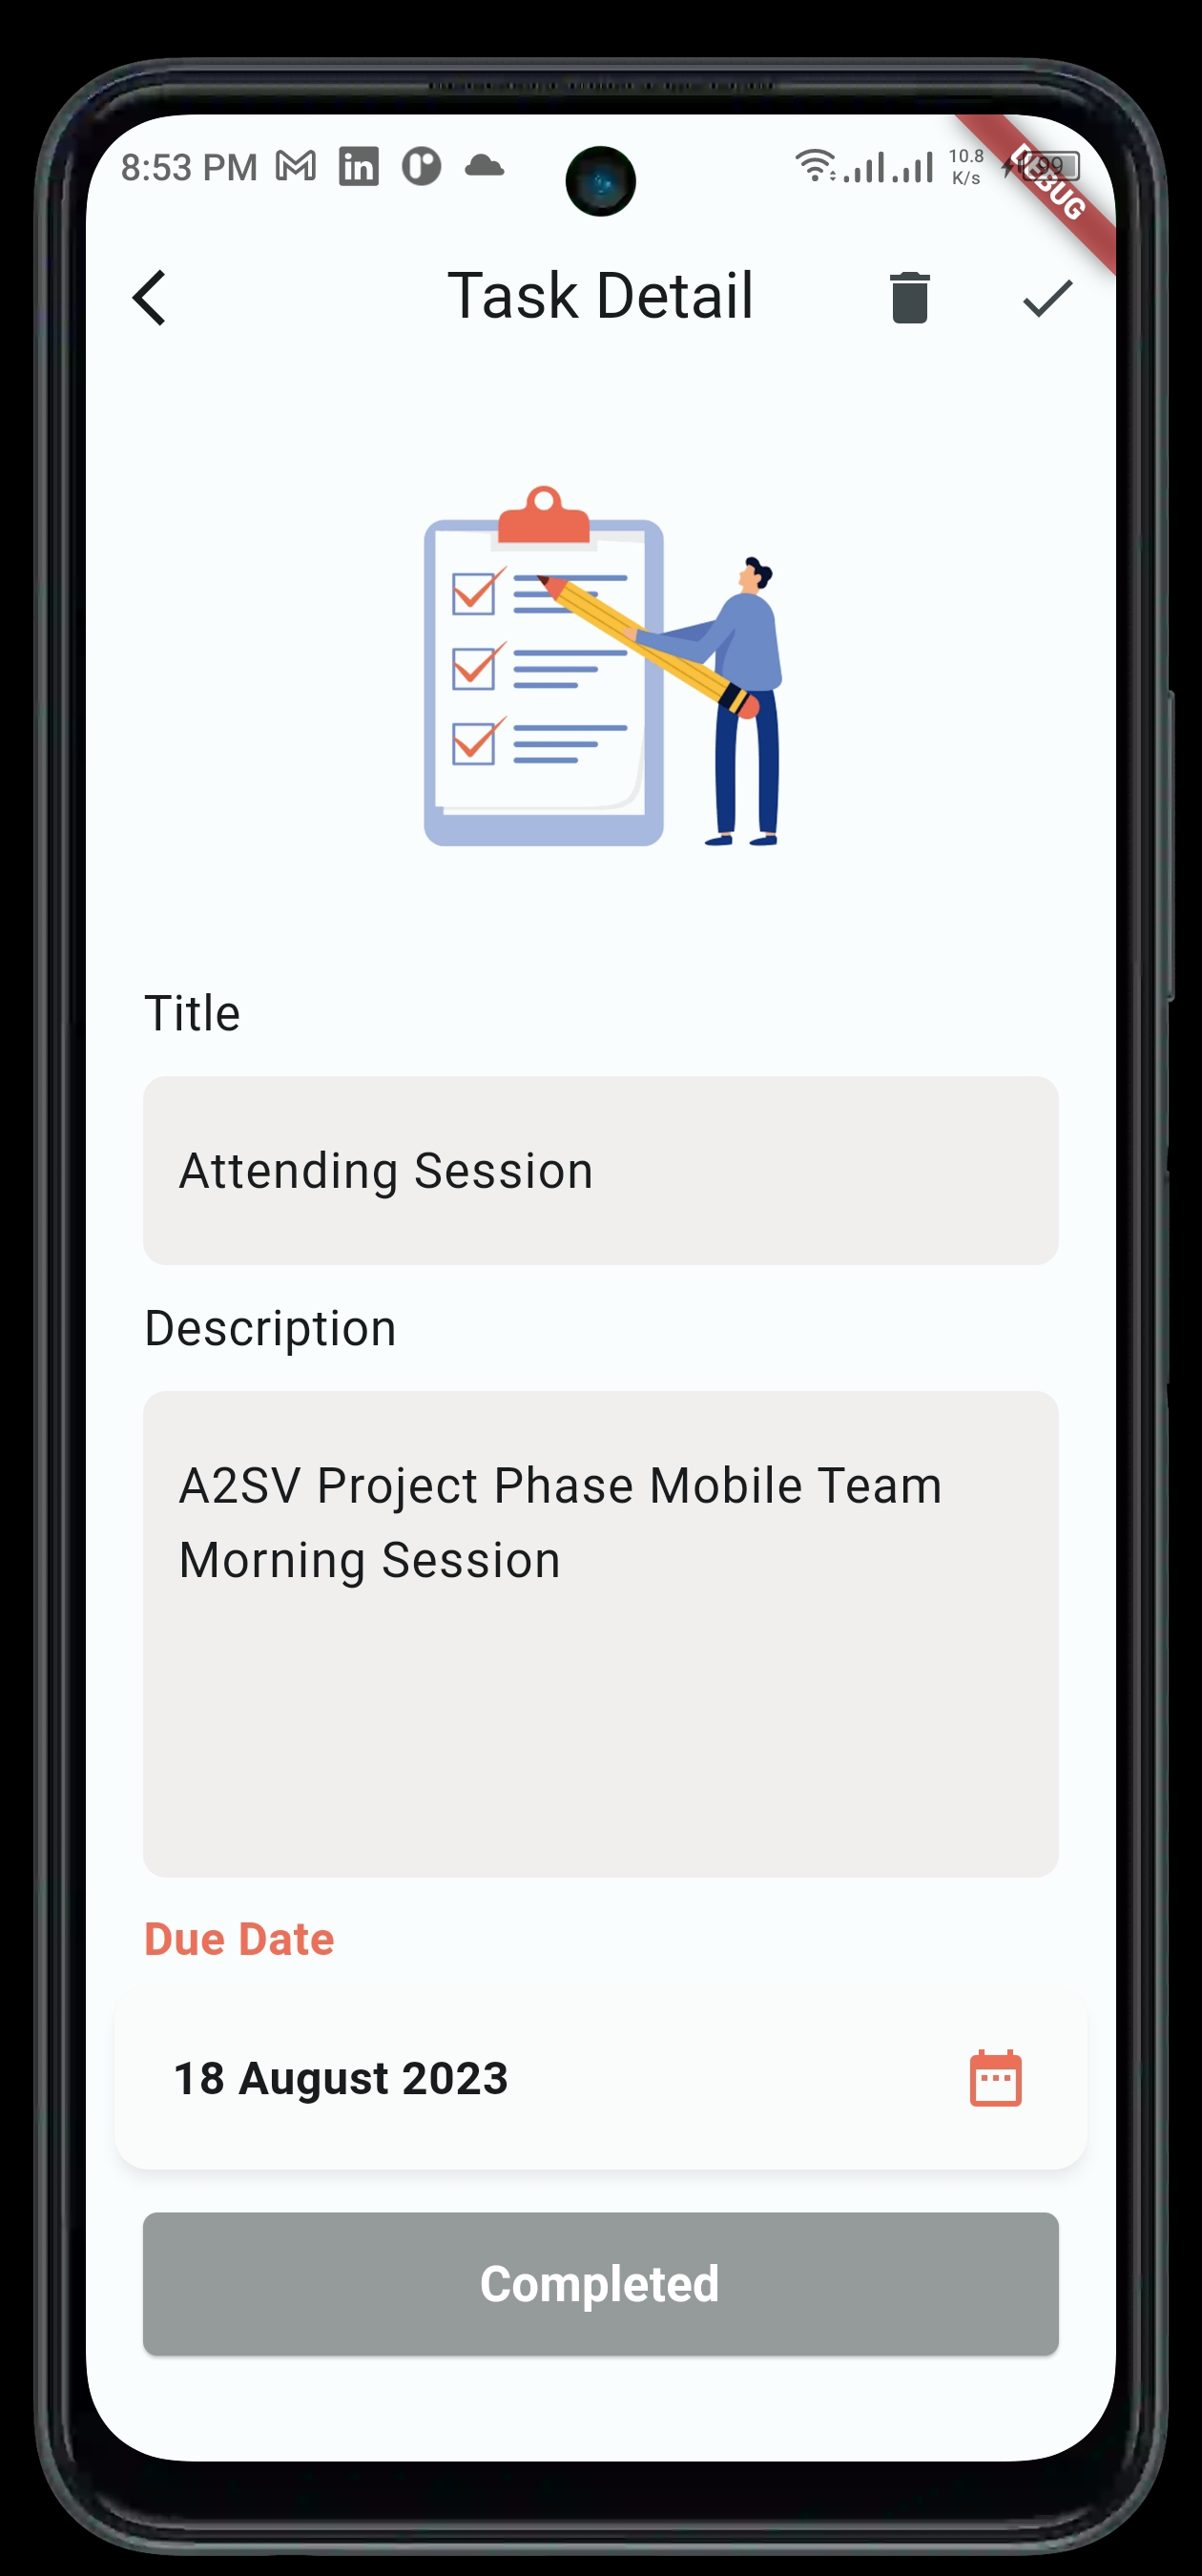 8:53 PM
10.8
K/s
99
DEBUG
Task Detail
Title
Attending Session
Description
A2SV Project Phase Mobile Team
Morning Session
Due Date
18 August 2023
Completed